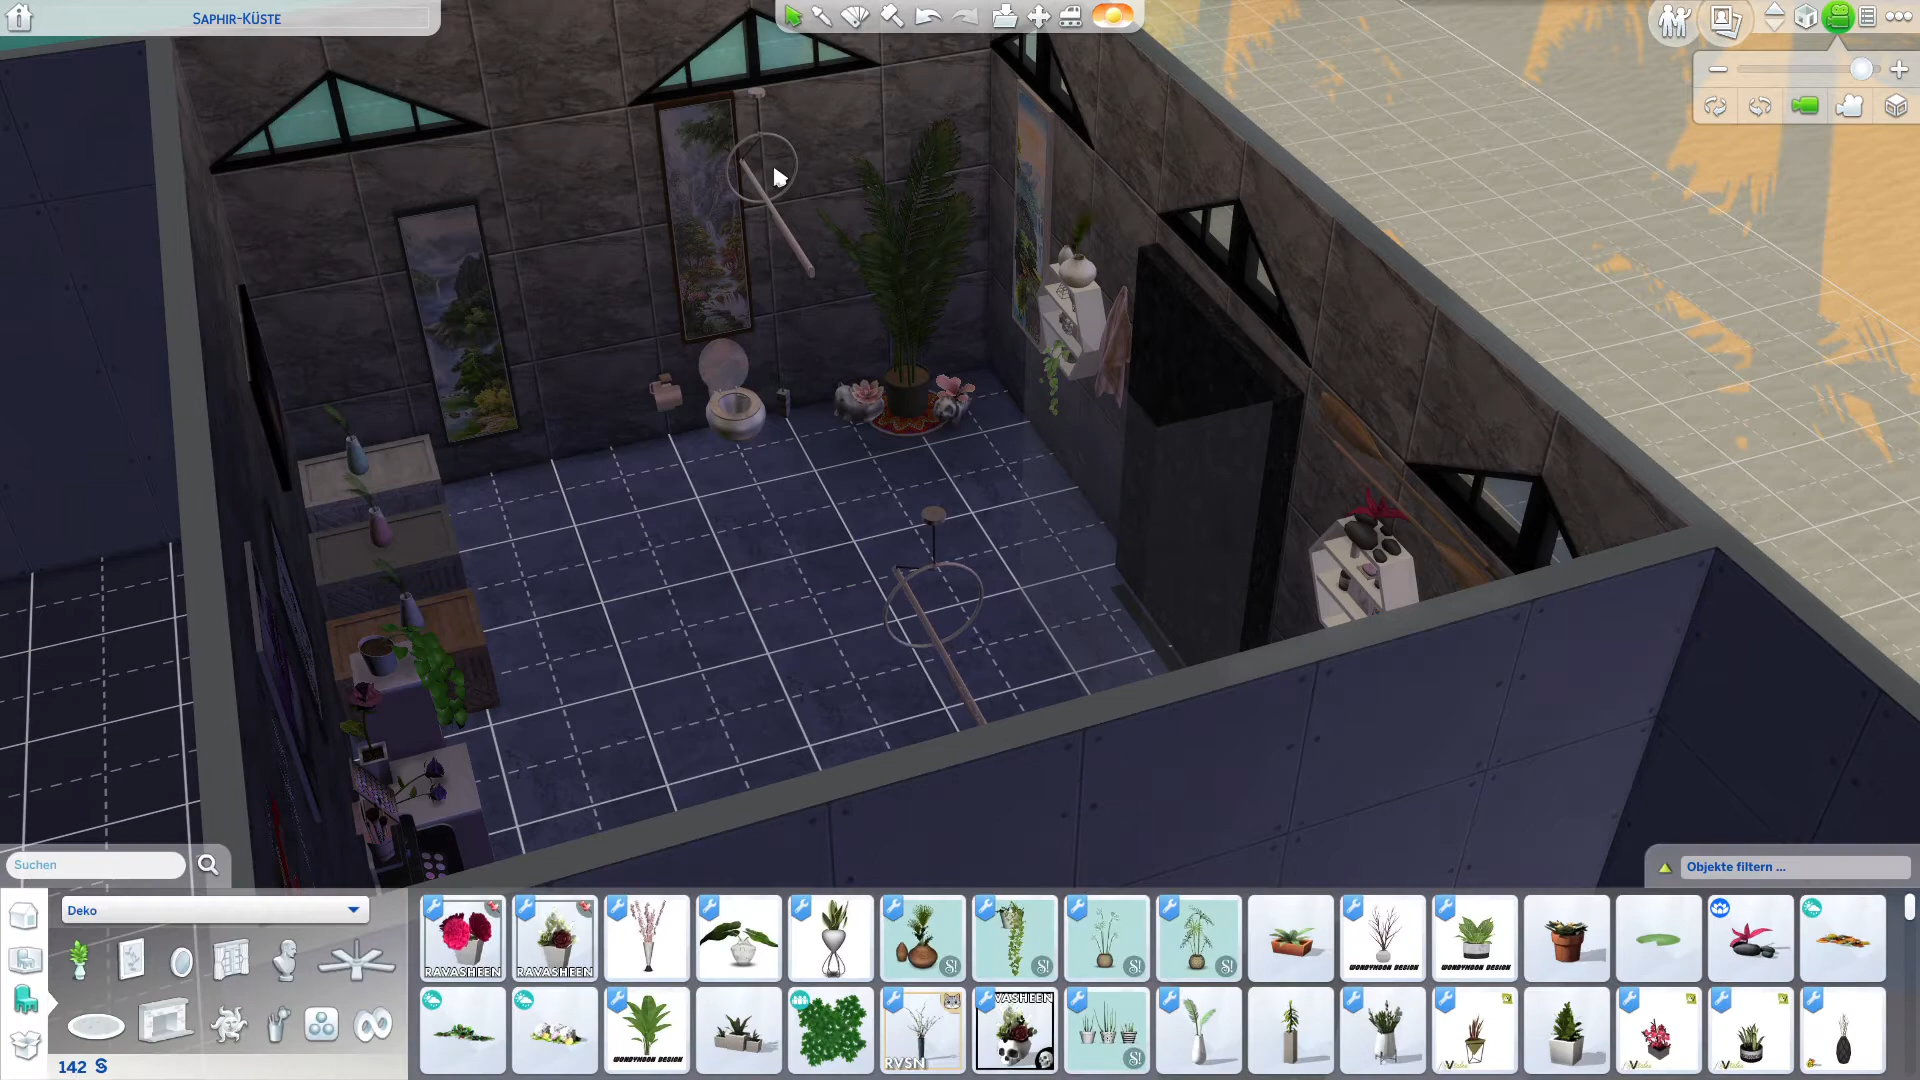 Saphir-Küste
Suchen
Objekte filtern ...
Deko
RAVASHEEN
RAVASHEEN
S!
S!
S!
S!
WONDYMOON DESIGN
WONDYMOON DESIGN
WONDYMOON DESIGN
RVSN
VASHEEN
S!
142 S